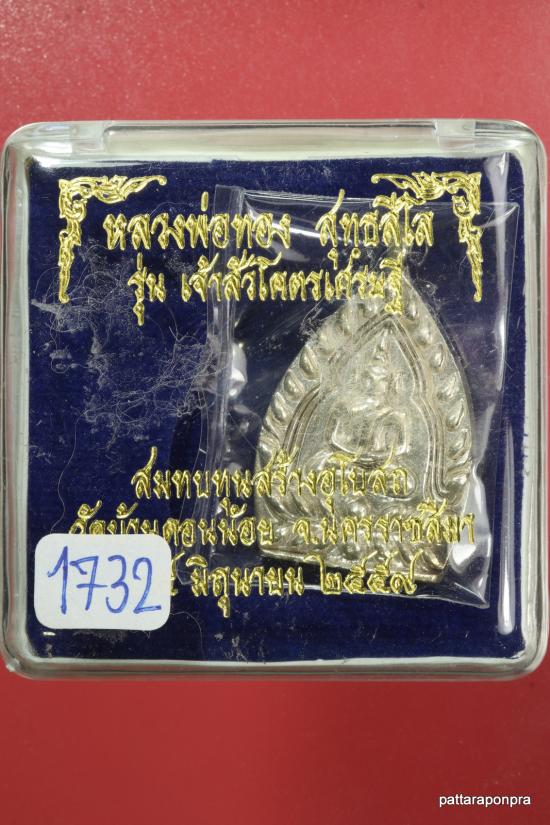 หลวงพ่อทอง สุทธสีโล
รุ่น เจ้าสัวโคตรเศรษฐี
สมทบทุนสร้างอุโบสถ
วัดบ้านดอนน้อย จ.นครราชสีมา
มิถุนายน ๒๕๕๙
1732
pattaraponpra